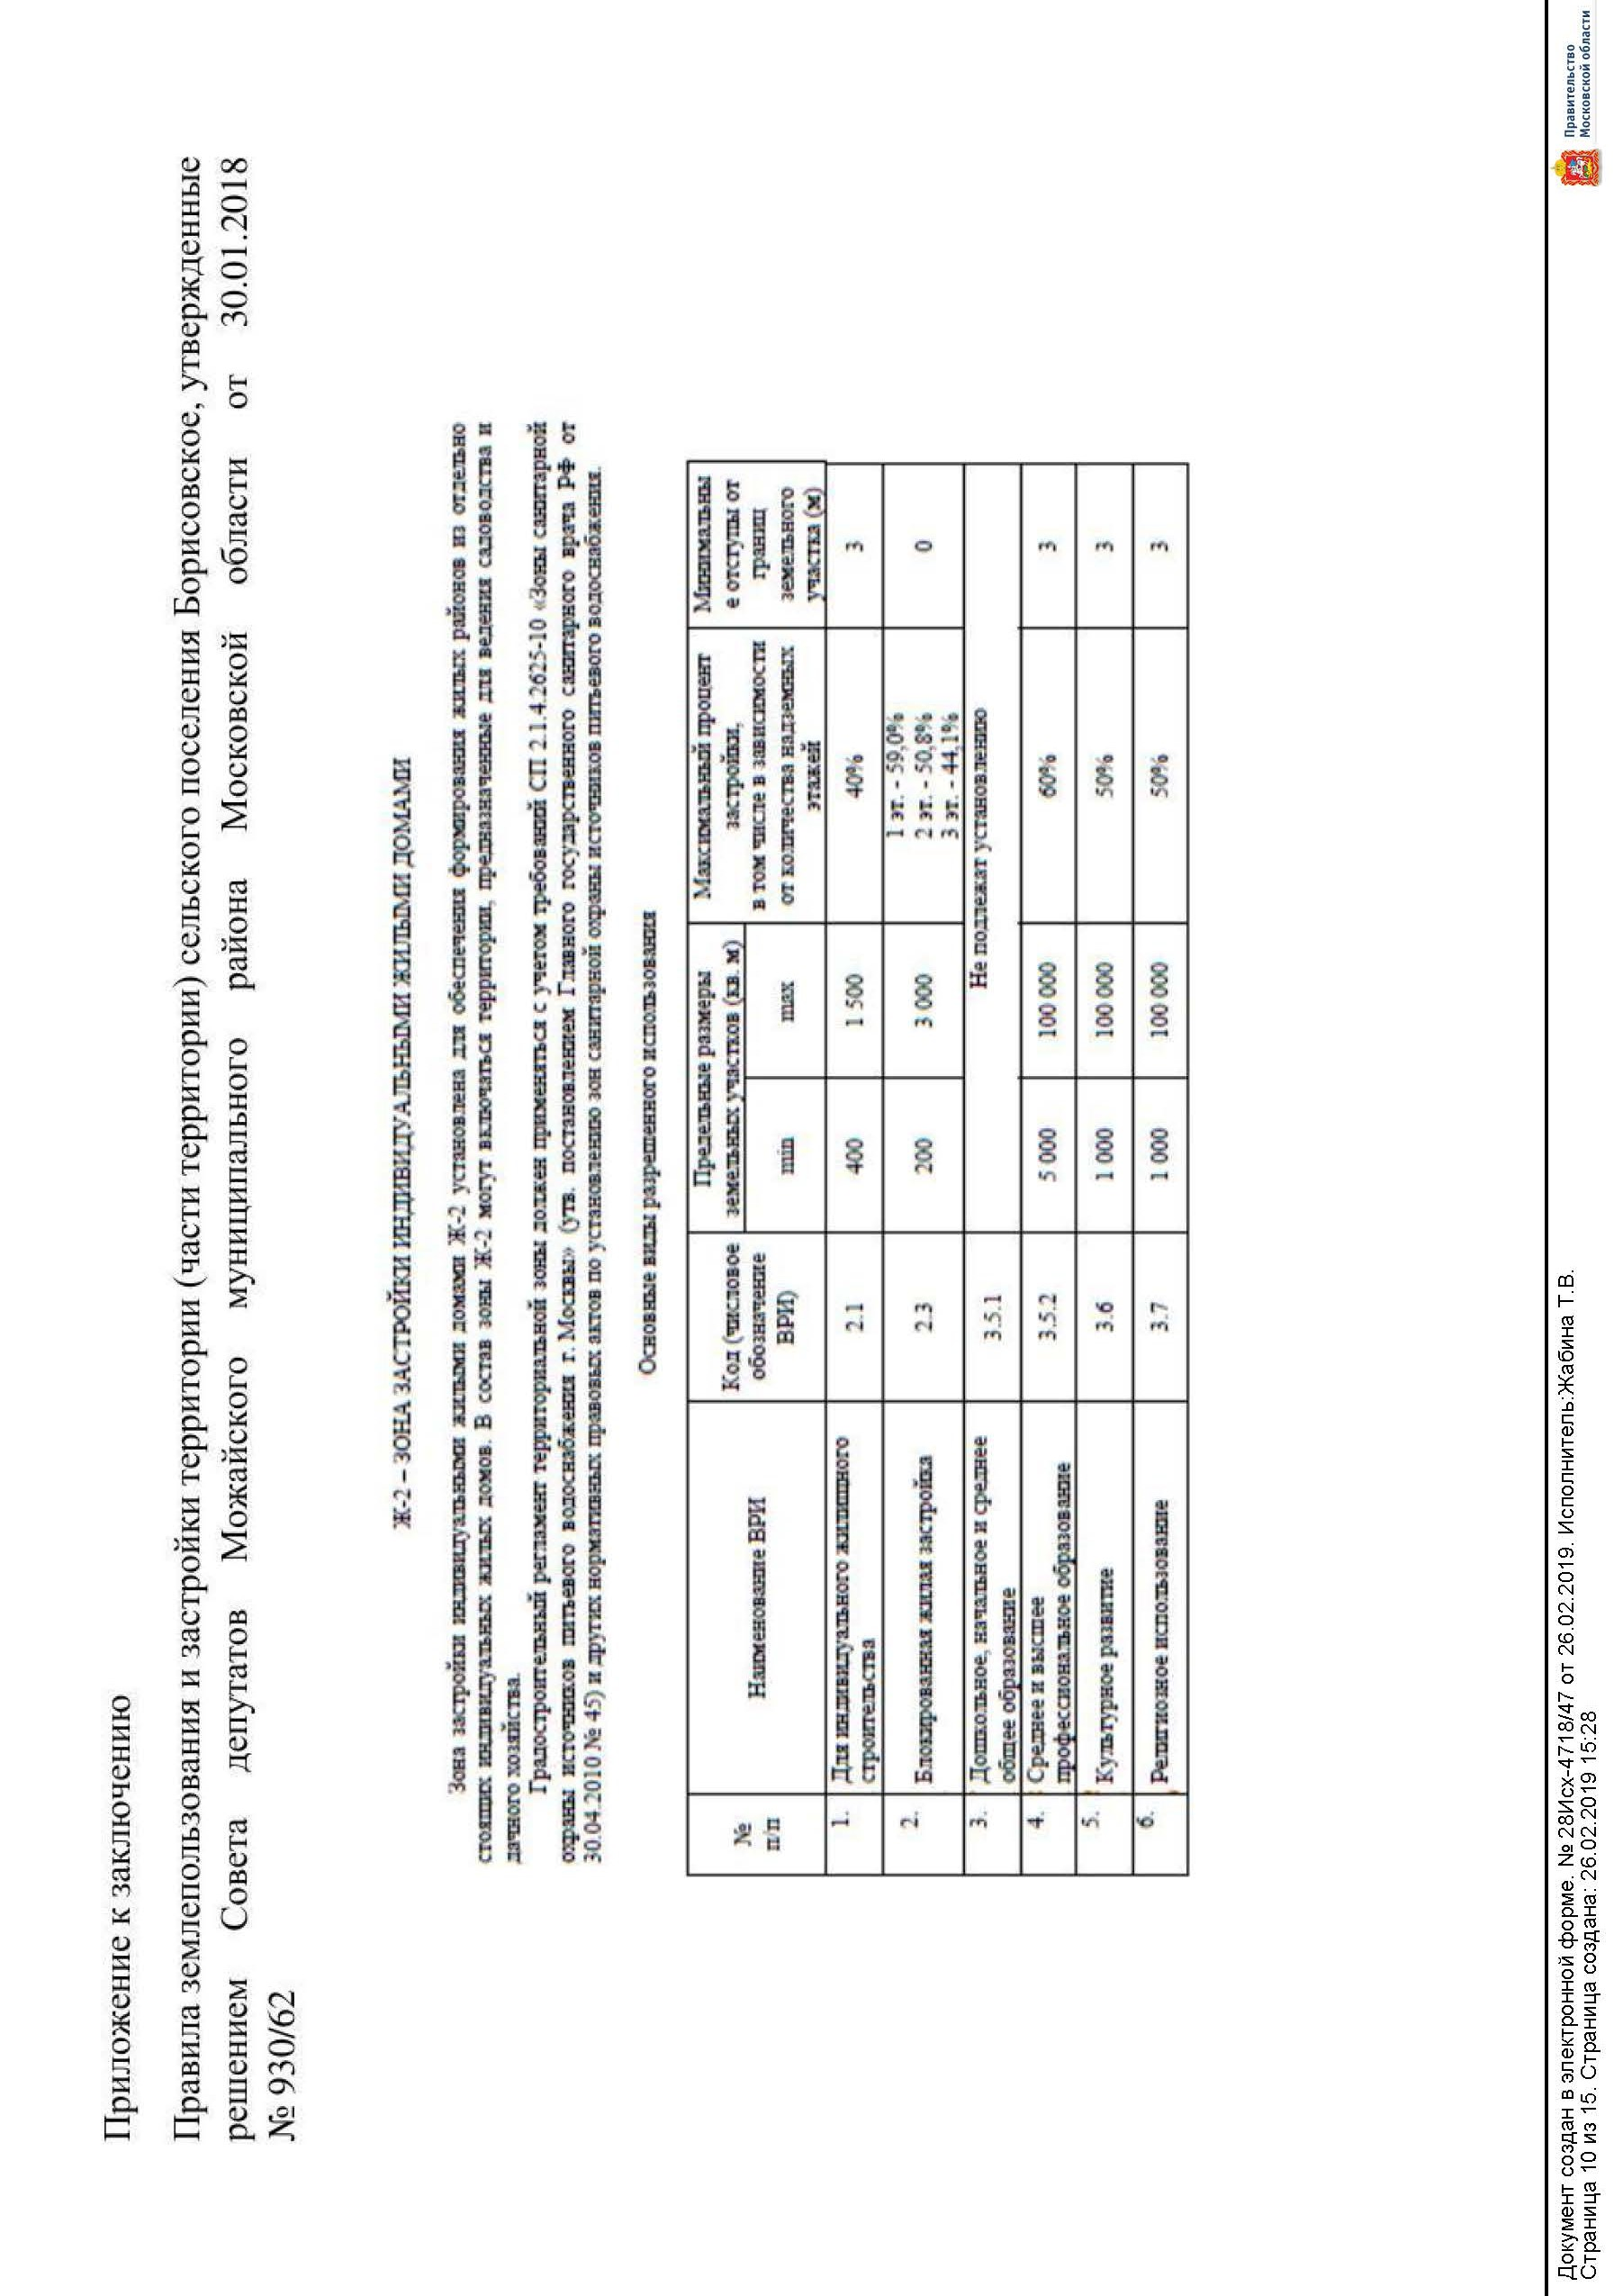 Приложение к заключению
Правила землепользования и застройки территории (части территории) сельского поселения Борисовское, утвержденные
решением Совета депутатов Можайского муниципального района Московской области от 30.01.2018
№ 930/62
Ж-2 – ЗОНА ЗАСТРОЙКИ ИНДИВИДУАЛЬНЫМИ ЖИЛЫМИ ДОМАМИ
Зона застройки индивидуальными жилыми домами Ж-2 установлена для обеспечения формирования жилых районов из отдельно
стоящих индивидуальных жилых домов. В состав зоны Ж-2 могут включаться территории, предназначенные для ведения садоводства и
дачного хозяйства.
Градостроительный регламент территориальной зоны должен применяться с учетом требований СП 2.1.4.2625-10 «Зоны санитарной
охраны источников питьевого водоснабжения г. Москвы» (утв. постановлением Главного государственного санитарного врача РФ от
30.04.2010 № 45) и других нормативных правовых актов по установлению зон санитарной охраны источников питьевого водоснабжения.
Основные виды разрешенного использования
№
п/п
Наименование ВРИ
Код (числовое
обозначение
ВРИ)
Предельные размеры
земельных участков (кв. м)
min
max
Максимальный процент
застройки,
в том числе в зависимости
от количества надземных
этажей
Минимальны
е отступы от
границ
земельного
участка (м)
1.
Для индивидуального жилищного
строительства
2.1
400
1 500
40%
3
2.
Блокированная жилая застройка
2.3
200
3 000
1 эт. - 59,0%
2 эт. - 50,8%
3 эт. - 44,1%
0
3.
Дошкольное, начальное и среднее
общее образование
3.5.1
Не подлежат установлению
4.
Среднее и высшее
профессиональное образование
3.5.2
5 000
100 000
60%
3
5.
Культурное развитие
3.6
1 000
100 000
50%
3
6.
Религиозное использование
3.7
1 000
100 000
50%
3
Документ создан в электронной форме. № 28Исх-4718/47 от 26.02.2019. Исполнитель:Жабина Т.В.
Страница 10 из 15. Страница создана: 26.02.2019 15:28
Правительство
Московской области